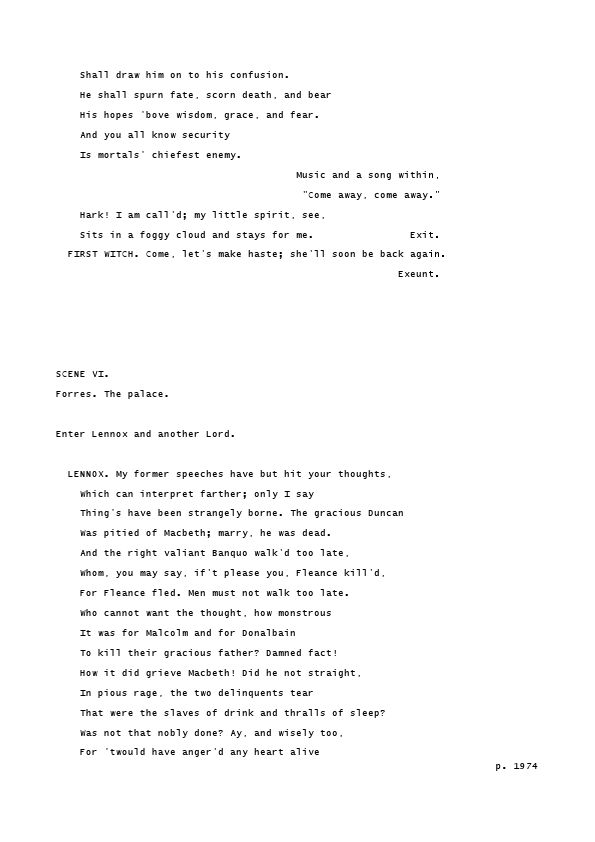 Shall draw him on to his confusion.
He shall spurn fate, scorn death, and bear
His hopes 'bove wisdom, grace, and fear.
And you all know security
Is mortals' chiefest enemy.
Music and a song within,
"Come away, come away."
Hark! I am call'd; my little spirit, see,
Sits in a foggy cloud and stays for me. Exit.
FIRST WITCH. Come, let's make haste; she'll soon be back again.
Exeunt.
SCENE VI.
Forres. The palace.
Enter Lennox and another Lord.
LENNOX. My former speeches have but hit your thoughts,
Which can interpret farther; only I say
Thing's have been strangely borne. The gracious Duncan
Was pitied of Macbeth; marry, he was dead.
And the right valiant Banquo walk'd too late,
Whom, you may say, if't please you, Fleance kill'd,
For Fleance fled. Men must not walk too late.
Who cannot want the thought, how monstrous
It was for Malcolm and for Donalbain
To kill their gracious father? Damned fact!
How it did grieve Macbeth! Did he not straight,
In pious rage, the two delinquents tear
That were the slaves of drink and thralls of sleep?
Was not that nobly done? Ay, and wisely too,
For 'twould have anger'd any heart alive
p. 1974